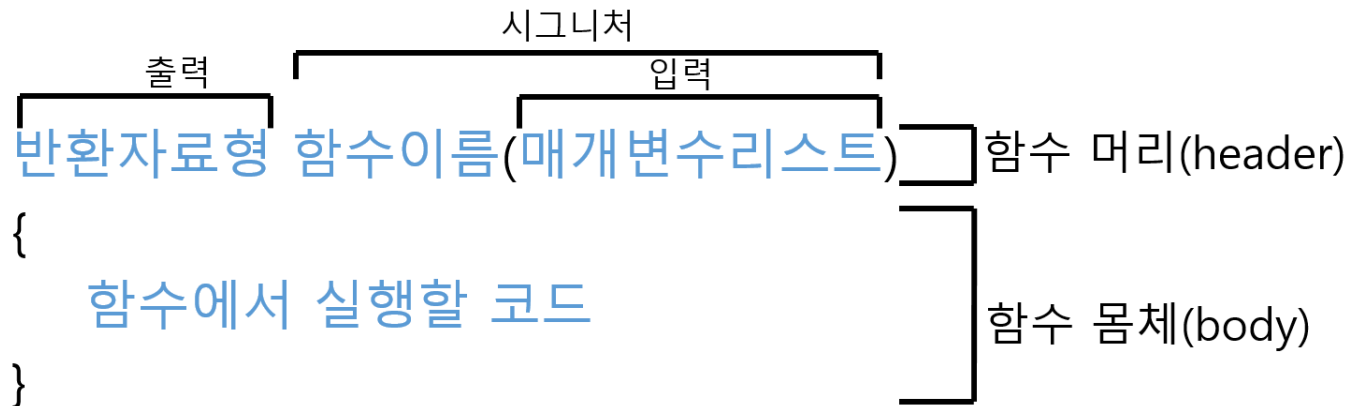 시그니처
출력 입력
반환자료형 함수이름(매개변수리스트) 함수 머리(header)
{
함수에서 실행할 코드
함수 몸체(body)
}